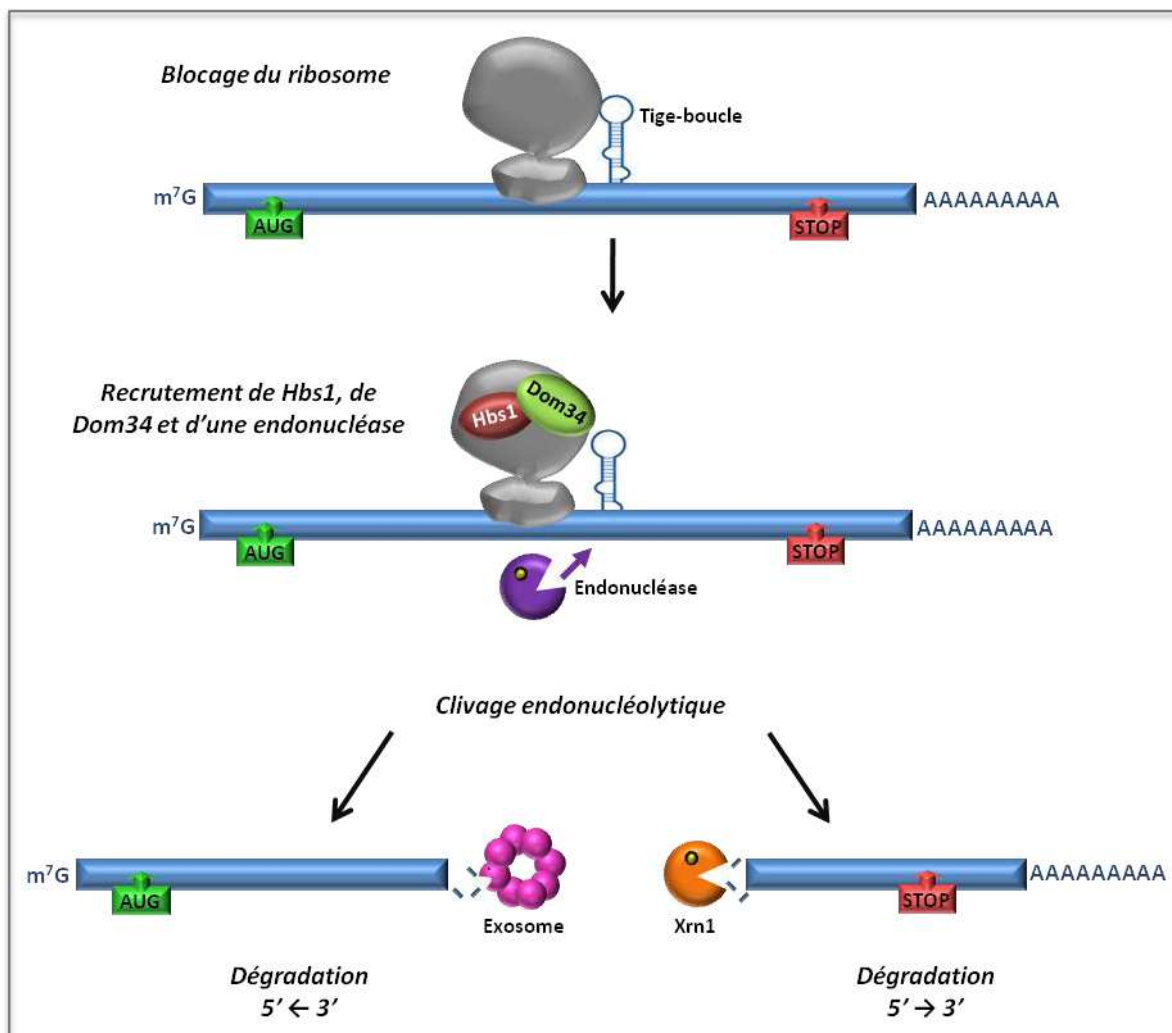 Blocage du ribosome
Tige-boucle
m⁷G
AUG
STOP
AAAAAAAAA
Recrutement de Hbs1, de
Dom34 et d’une endonucléase
Hbs1
Dom34
m⁷G
AUG
STOP
AAAAAAAAA
Endonucléase
Clivage endonucléolytique
m⁷G
AUG
Exosome
Xrn1
STOP
AAAAAAAAA
Dégradation
5’ ← 3’
Dégradation
5’ → 3’